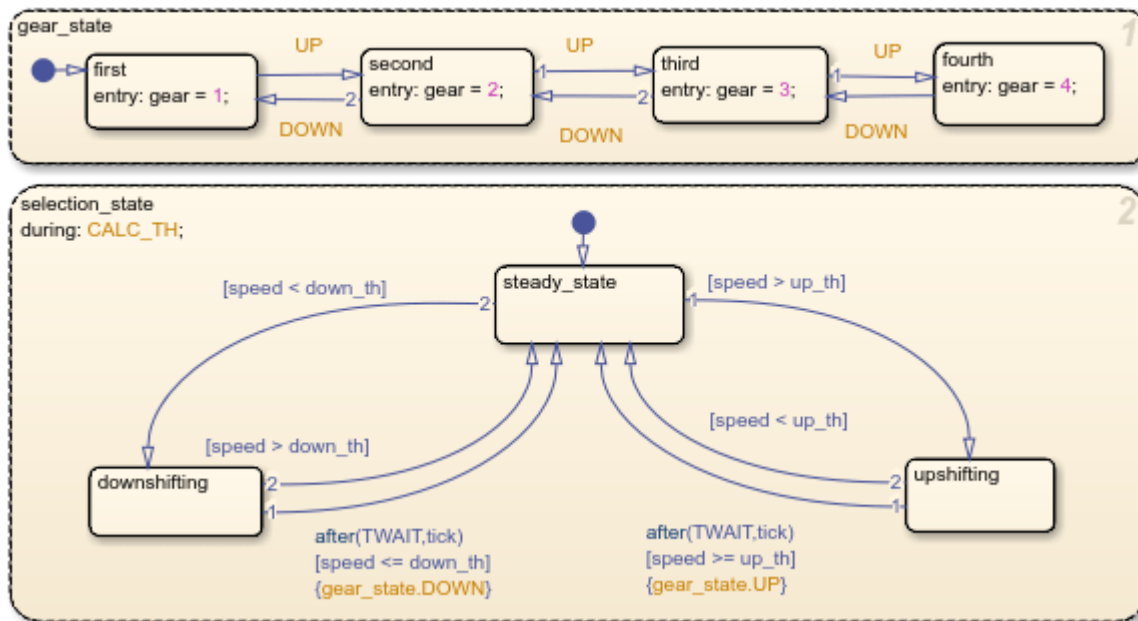 gear_state
1
first
entry: gear = 1;
UP
second
entry: gear = 2;
1
2
DOWN
UP
third
entry: gear = 3;
1
2
DOWN
UP
fourth
entry: gear = 4;
DOWN
selection_state
2
during: CALC_TH;
steady_state
[speed < down_th]
2
1
[speed > up_th]
[speed > down_th]
[speed < up_th]
downshifting
2
1
upshifting
2
1
after(TWAIT,tick)
[speed <= down_th]
{gear_state.DOWN}
after(TWAIT,tick)
[speed >= up_th]
{gear_state.UP}